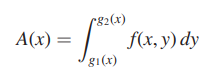 A(x) = ∫_{g₁(x)}^{g₂(x)} f(x, y) dy